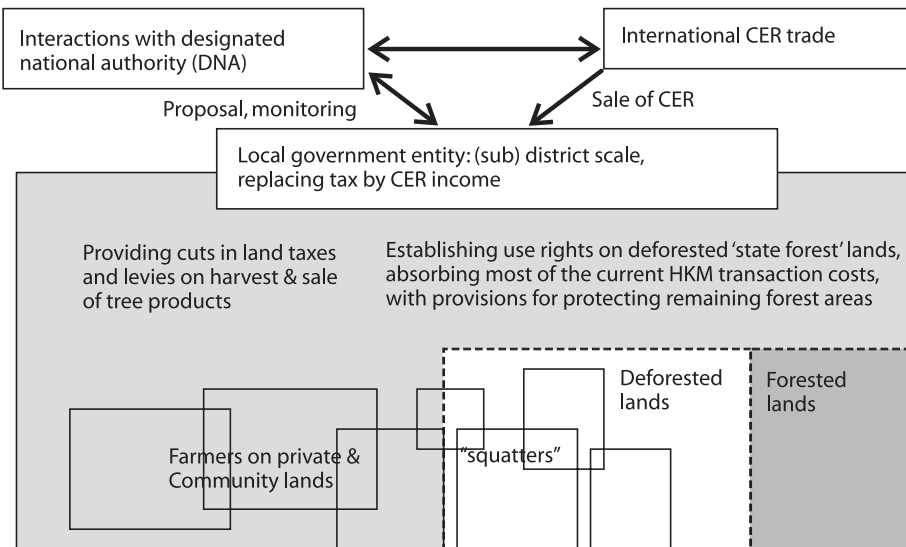 Interactions with designated
national authority (DNA)
International CER trade
Proposal, monitoring
Sale of CER
Local government entity: (sub) district scale,
replacing tax by CER income
Providing cuts in land taxes
and levies on harvest & sale
of tree products
Establishing use rights on deforested ‘state forest’ lands,
absorbing most of the current HKM transaction costs,
with provisions for protecting remaining forest areas
Deforested
lands
Forested
lands
Farmers on private &
Community lands
"squatters"